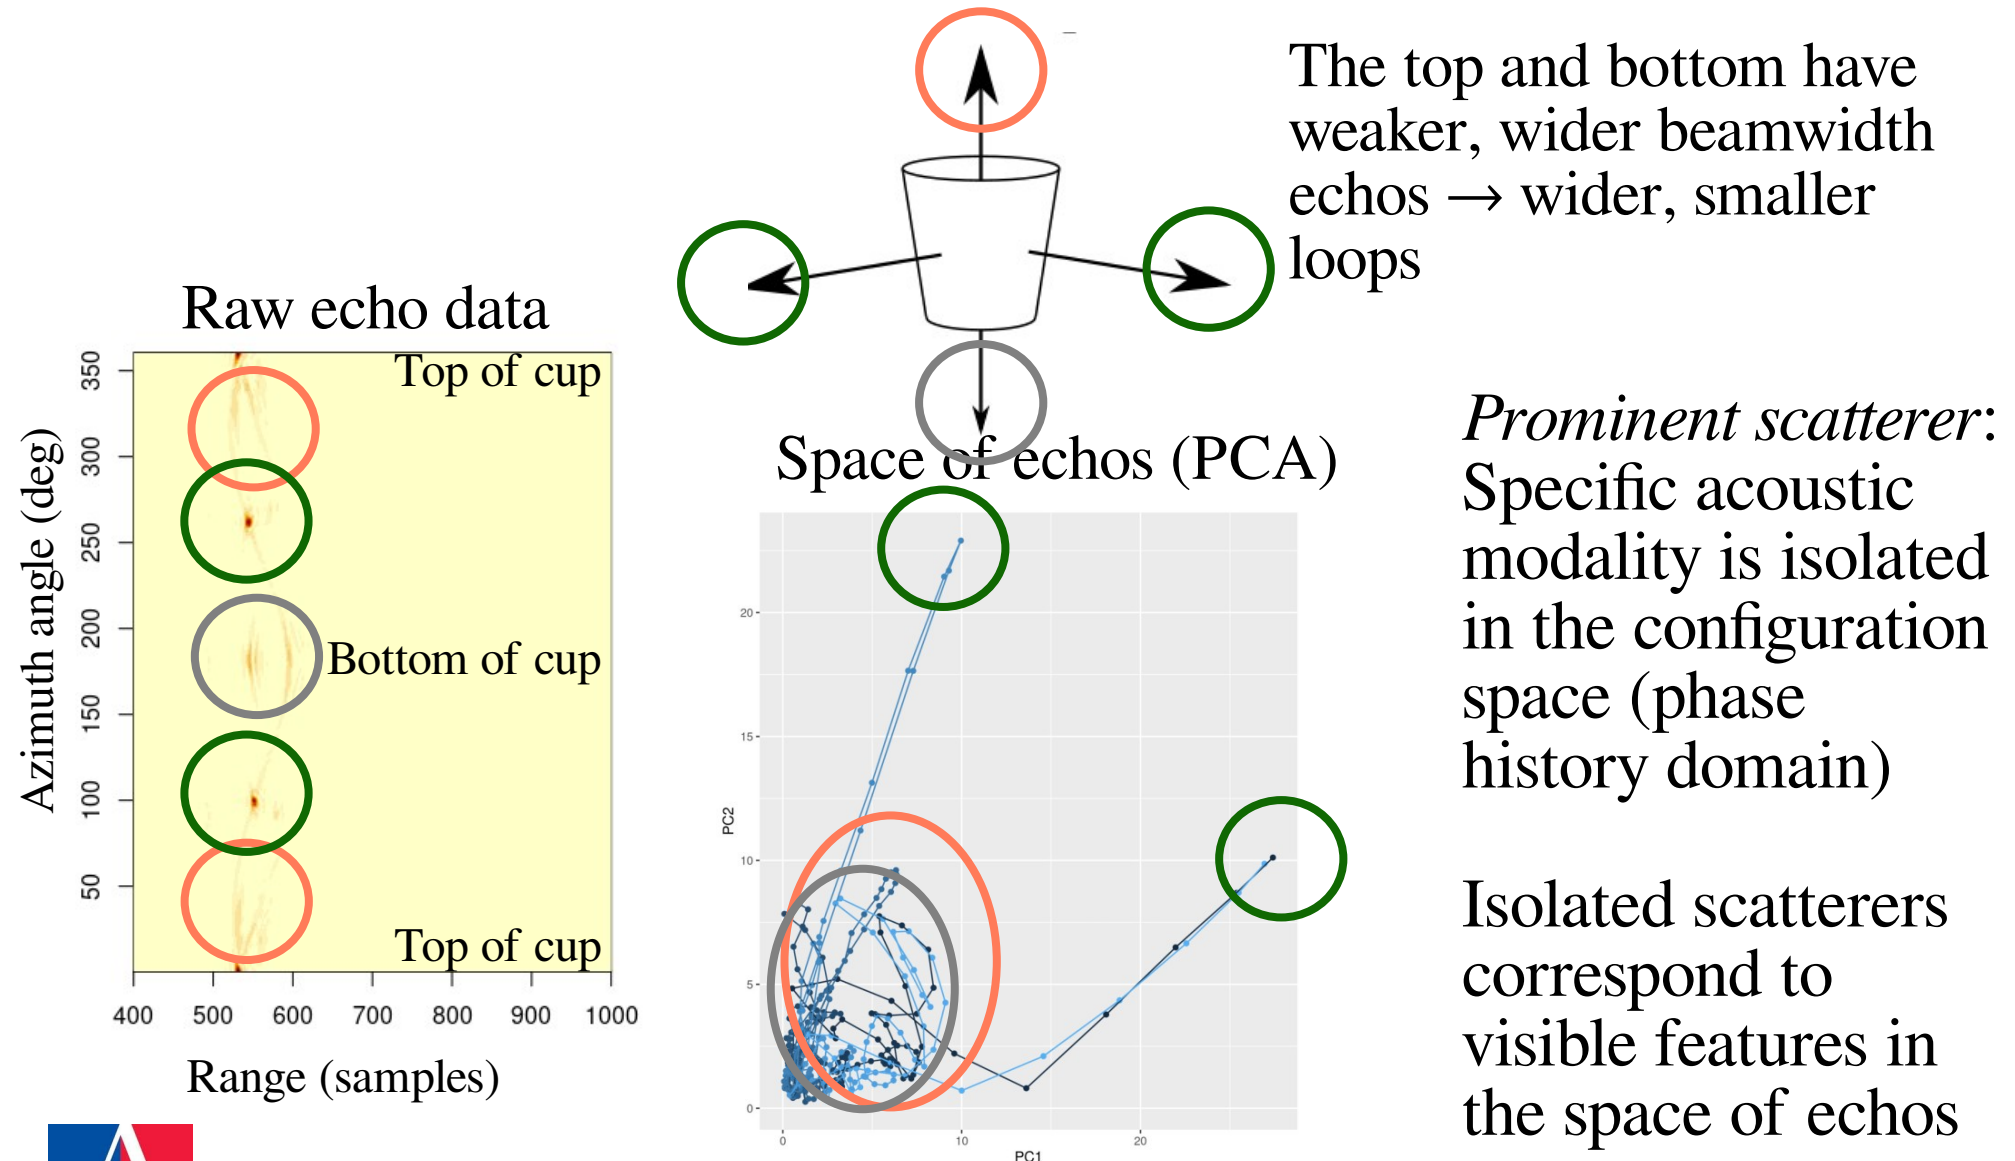 The top and bottom have
weaker, wider beamwidth
echos → wider, smaller
loops
Raw echo data
Top of cup
Bottom of cup
Top of cup
Azimuth angle (deg)
350
300
250
200
150
100
50
400 500 600 700 800 900 1000
Range (samples)
Space of echos (PCA)
PC2
20
15
10
5
0
0 10 20
PC1
Prominent scatterer:
Specific acoustic
modality is isolated
in the configuration
space (phase
history domain)
Isolated scatterers
correspond to
visible features in
the space of echos